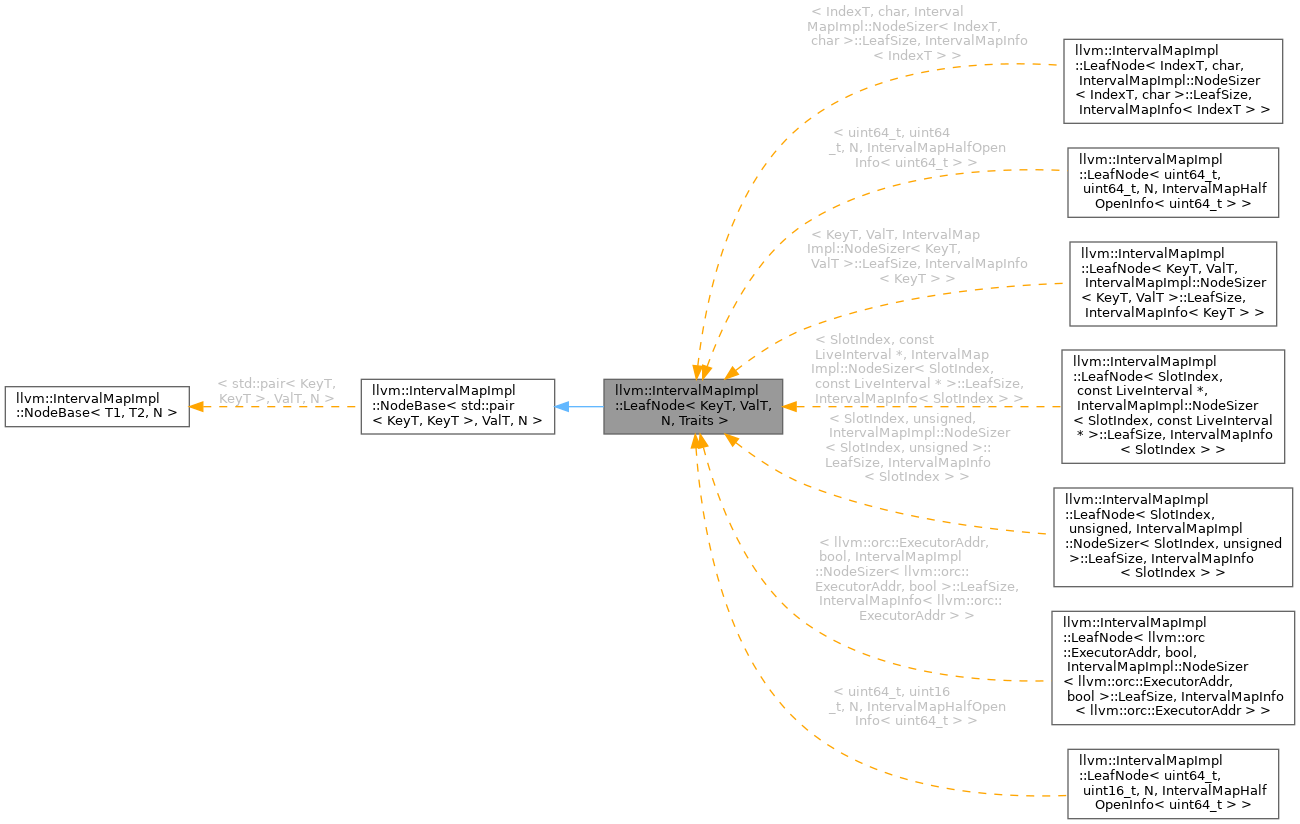 < IndexT, char, Interval
MapImpl::NodeSizer< IndexT,
char >::LeafSize, IntervalMapInfo
< IndexT > >
llvm::IntervalMapImpl
::LeafNode< IndexT, char,
IntervalMapImpl::NodeSizer
< IndexT, char >::LeafSize,
IntervalMapInfo< IndexT > >
< uint64_t, uint64
_t, N, IntervalMapHalfOpen
Info< uint64_t > >
llvm::IntervalMapImpl
::LeafNode< uint64_t,
uint64_t, N, IntervalMapHalf
OpenInfo< uint64_t > >
< KeyT, ValT, IntervalMap
Impl::NodeSizer< KeyT,
ValT >::LeafSize, IntervalMapInfo
< KeyT > >
llvm::IntervalMapImpl
::LeafNode< KeyT, ValT,
IntervalMapImpl::NodeSizer
< KeyT, ValT >::LeafSize,
IntervalMapInfo< KeyT > >
llvm::IntervalMapImpl
::NodeBase< T1, T2, N >
< std::pair< KeyT,
KeyT >, ValT, N >
llvm::IntervalMapImpl
::NodeBase< std::pair
< KeyT, KeyT >, ValT, N >
llvm::IntervalMapImpl
::LeafNode< KeyT, ValT,
N, Traits >
< SlotIndex, const
LiveInterval *, IntervalMap
Impl::NodeSizer< SlotIndex,
const LiveInterval * >::LeafSize,
IntervalMapInfo< SlotIndex > >
llvm::IntervalMapImpl
::LeafNode< SlotIndex,
const LiveInterval *,
IntervalMapImpl::NodeSizer
< SlotIndex, const LiveInterval
* >::LeafSize, IntervalMapInfo
< SlotIndex > >
< SlotIndex, unsigned,
IntervalMapImpl::NodeSizer
< SlotIndex, unsigned >::
LeafSize, IntervalMapInfo
< SlotIndex > >
llvm::IntervalMapImpl
::LeafNode< SlotIndex,
unsigned, IntervalMapImpl
::NodeSizer< SlotIndex, unsigned
>::LeafSize, IntervalMapInfo
< SlotIndex > >
< llvm::orc::ExecutorAddr,
bool, IntervalMapImpl
::NodeSizer< llvm::orc::
ExecutorAddr, bool >::LeafSize,
IntervalMapInfo< llvm::orc::
ExecutorAddr > >
llvm::IntervalMapImpl
::LeafNode< llvm::orc
::ExecutorAddr, bool,
IntervalMapImpl::NodeSizer
< llvm::orc::ExecutorAddr,
bool >::LeafSize, IntervalMapInfo
< llvm::orc::ExecutorAddr > >
< uint64_t, uint16
_t, N, IntervalMapHalfOpen
Info< uint64_t > >
llvm::IntervalMapImpl
::LeafNode< uint64_t,
uint16_t, N, IntervalMapHalf
OpenInfo< uint64_t > >